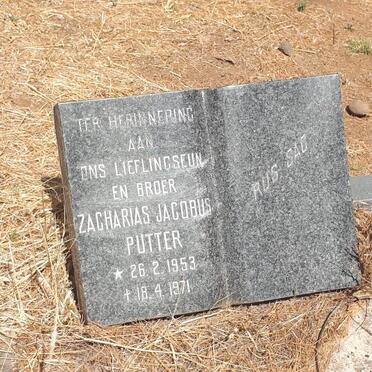 TER HERINNERING
AAN
ONS LIEFLINGSEUN
EN BROER
ZACHARIAS JACOBUS
PUTTER
★ 26.2.1953
† 18.4.1971
RUS SAG